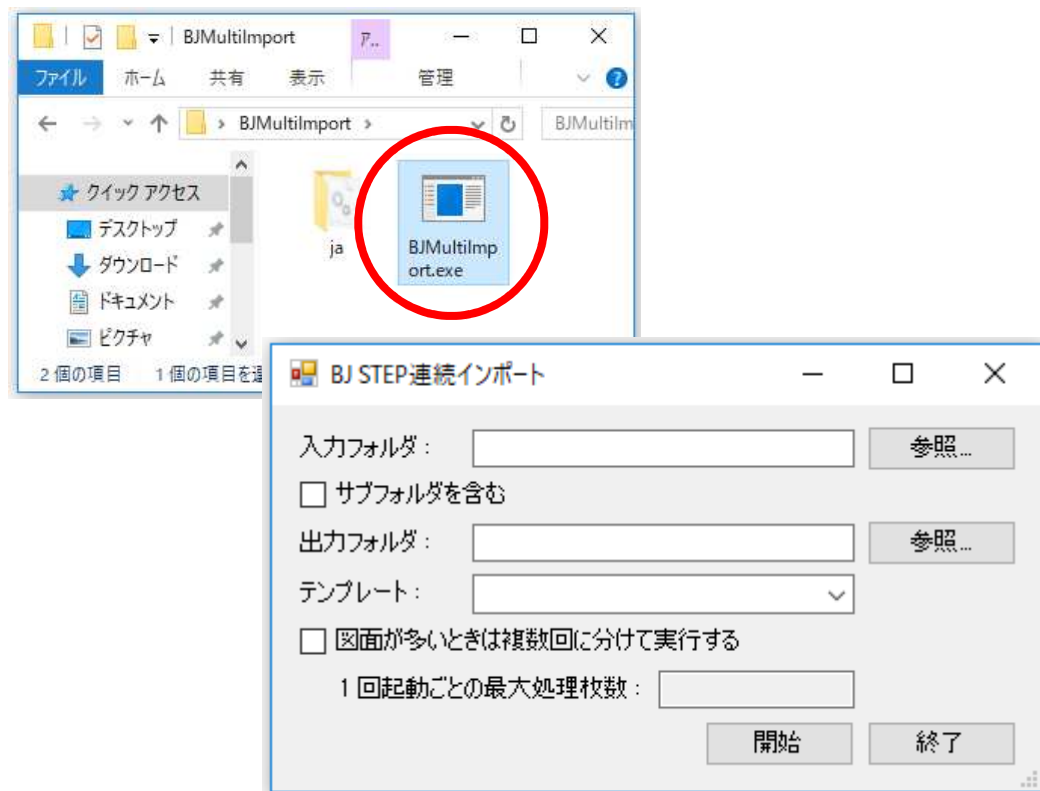 BJMultiImport ア..
ファイル ホーム 共有 表示 管理
BJMultiImport BJMultiIm
クイック アクセス
デスクトップ
ダウンロード
ドキュメント
ピクチャ
ja
BJMultiImp
ort.exe
2 個の項目 1 個の項目を選
BJ STEP連続インポート
入力フォルダ： 参照...
サブフォルダを含む
出力フォルダ： 参照...
テンプレート：
図面が多いときは複数回に分けて実行する
1 回起動ごとの最大処理枚数：
開始 終了